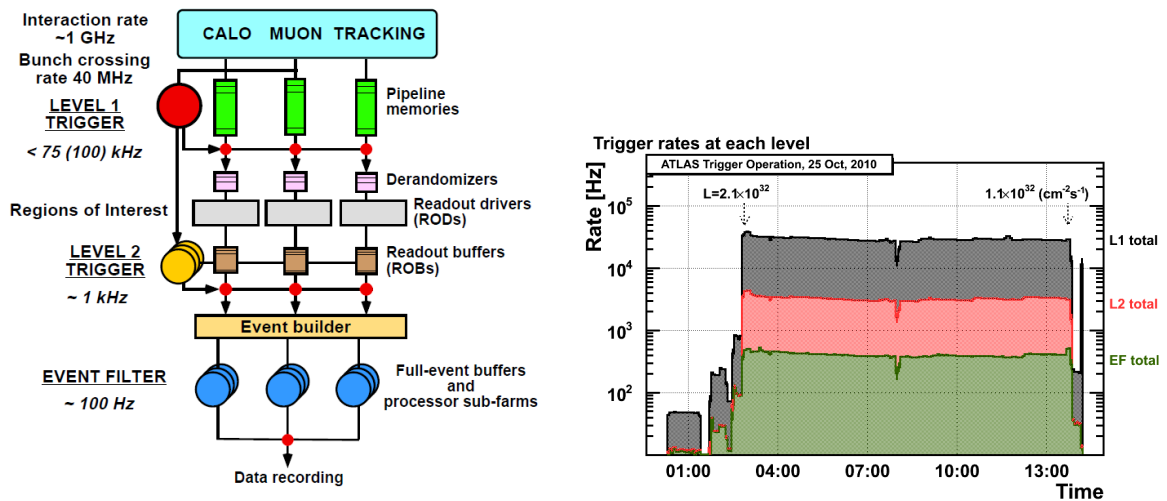 Interaction rate
~1 GHz
CALO MUON TRACKING
Bunch crossing
rate 40 MHz
LEVEL 1
TRIGGER
< 75 (100) kHz
Pipeline
memories
Derandomizers
Regions of Interest
Readout drivers
(RODs)
LEVEL 2
TRIGGER
~ 1 kHz
Readout buffers
(ROBs)
Event builder
EVENT FILTER
~ 100 Hz
Full-event buffers
and
processor sub-farms
Data recording
Trigger rates at each level
ATLAS Trigger Operation, 25 Oct, 2010
Rate [Hz]
L=2.1×10³²
1.1×10³² (cm⁻²s⁻¹)
10⁵
10⁴
10³
10²
L1 total
L2 total
EF total
01:00 04:00 07:00 10:00 13:00
Time